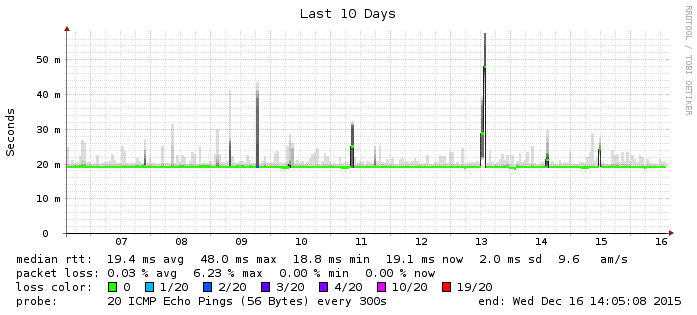 Last 10 Days
RRDTOOL / TOBI OETIKER
Seconds
50 m
40 m
30 m
20 m
10 m
0
07 08 09 10 11 12 13 14 15 16
median rtt: 19.4 ms avg 48.0 ms max 18.8 ms min 19.1 ms now 2.0 ms sd 9.6 am/s
packet loss: 0.03 % avg 6.23 % max 0.00 % min 0.00 % now
loss color: 0 1/20 2/20 3/20 4/20 10/20 19/20
probe: 20 ICMP Echo Pings (56 Bytes) every 300s end: Wed Dec 16 14:05:08 2015